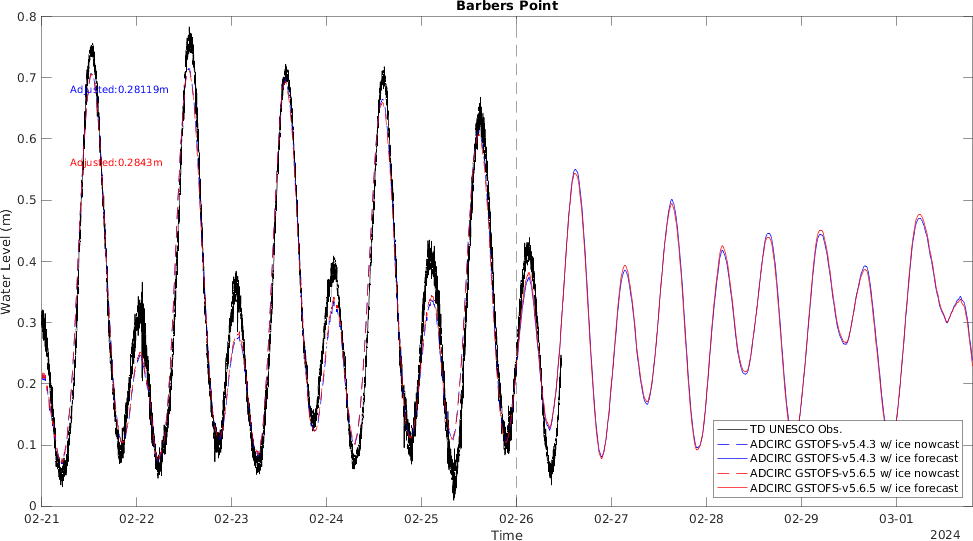 Barbers Point
0.8
0.7
0.6
0.5
0.4
0.3
0.2
0.1
0
Water Level (m)
Adjusted:0.28119m
Adjusted:0.2843m
TD UNESCO Obs.
ADCIRC GSTOFS-v5.4.3 w/ ice nowcast
ADCIRC GSTOFS-v5.4.3 w/ ice forecast
ADCIRC GSTOFS-v5.6.5 w/ ice nowcast
ADCIRC GSTOFS-v5.6.5 w/ ice forecast
02-21 02-22 02-23 02-24 02-25 02-26 02-27 02-28 02-29 03-01
Time
2024